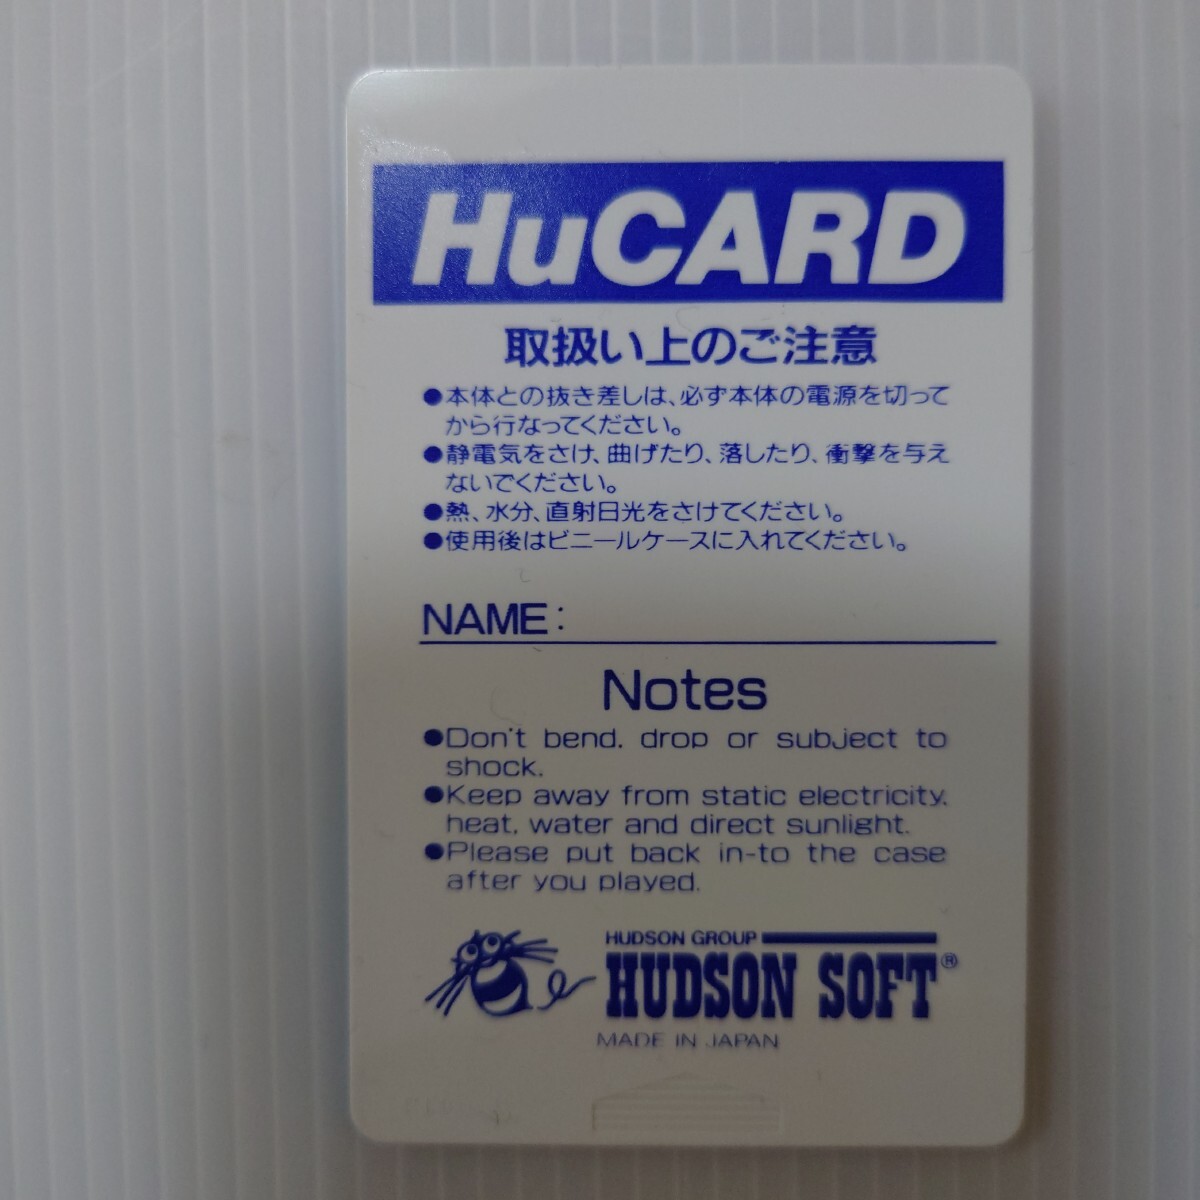 HuCARD
取扱い上のご注意
●本体との抜き差しは、必ず本体の電源を切って
から行なってください。
●静電気をさけ、曲げたり、落したり、衝撃を与え
ないでください。
●熱、水分、直射日光をさけてください。
●使用後はビニールケースに入れてください。
NAME:
Notes
●Don't bend, drop or subject to
shock.
●Keep away from static electricity,
heat, water and direct sunlight.
●Please put back in-to the case
after you played.
HUDSON GROUP
HUDSON SOFT®
MADE IN JAPAN